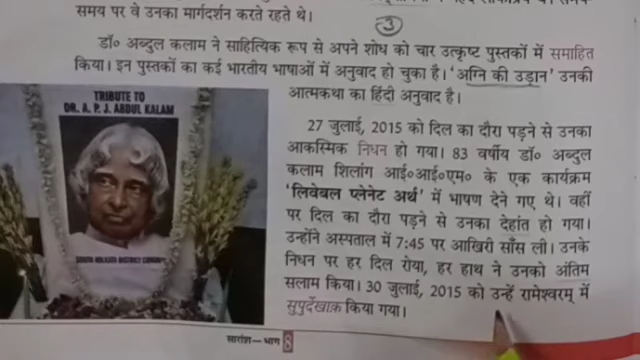 समय पर वे उनका मार्गदर्शन करते रहते थे।
3
डॉ० अब्दुल कलाम ने साहित्यिक रूप से अपने शोध को चार उत्कृष्ट पुस्तकों में समाहित
किया। इन पुस्तकों का कई भारतीय भाषाओं में अनुवाद हो चुका है। 'अग्नि की उड़ान' उनकी
आत्मकथा का हिंदी अनुवाद है।
TRIBUTE TO
DR. A. P. J. ABDUL KALAM
27 जुलाई, 2015 को दिल का दौरा पड़ने से उनका
आकस्मिक निधन हो गया। 83 वर्षीय डॉ० अब्दुल
कलाम शिलांग आई०आई०एम० के एक कार्यक्रम
'लिवेबल प्लेनेट अर्थ' में भाषण देने गए थे। वहीं
पर दिल का दौरा पड़ने से उनका देहांत हो गया।
उन्होंने अस्पताल में 7:45 पर आखिरी साँस ली। उनके
निधन पर हर दिल रोया, हर हाथ ने उनको अंतिम
सलाम किया। 30 जुलाई, 2015 को उन्हें रामेश्वरम् में
सुपुर्देखाक़ किया गया।
DISTRICT
सारांश—भाग 8